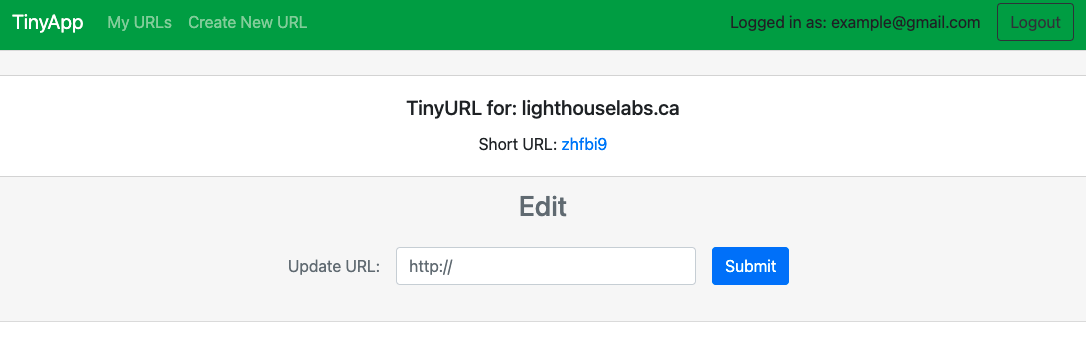 TinyApp My URLs Create New URL Logged in as: example@gmail.com Logout
TinyURL for: lighthouselabs.ca
Short URL: zhfbi9
Edit
Update URL: http:// Submit